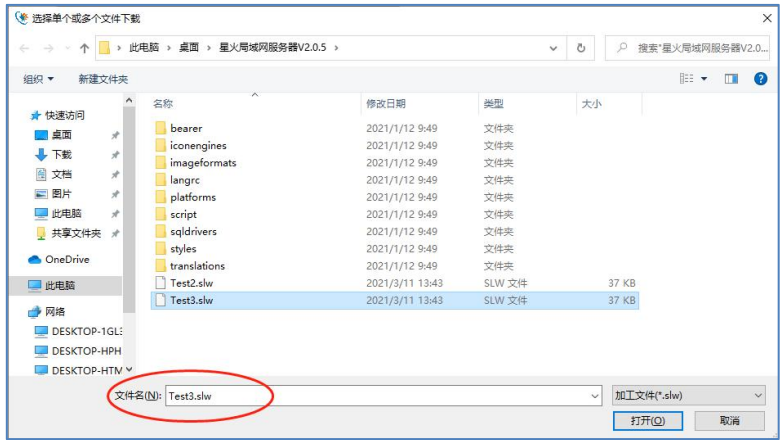 选择单个或多个文件下载
此电脑 › 桌面 › 星火局域网服务器V2.0.5 ›
搜索"星火局域网服务器V2.0...
组织 新建文件夹
名称 修改日期 类型 大小
快速访问
桌面
下载
文档
图片
此电脑
共享文件夹
OneDrive
此电脑
网络
DESKTOP-1GL
DESKTOP-HPH
DESKTOP-HTM
bearer 2021/1/12 9:49 文件夹
iconengines 2021/1/12 9:49 文件夹
imageformats 2021/1/12 9:49 文件夹
langrc 2021/1/12 9:49 文件夹
platforms 2021/1/12 9:49 文件夹
script 2021/1/12 9:49 文件夹
sqldrivers 2021/1/12 9:49 文件夹
styles 2021/1/12 9:49 文件夹
translations 2021/1/12 9:49 文件夹
Test2.slw 2021/3/11 13:43 SLW 文件 37 KB
Test3.slw 2021/3/11 13:43 SLW 文件 37 KB
文件名(N): Test3.slw 加工文件(*.slw)
打开(O) 取消